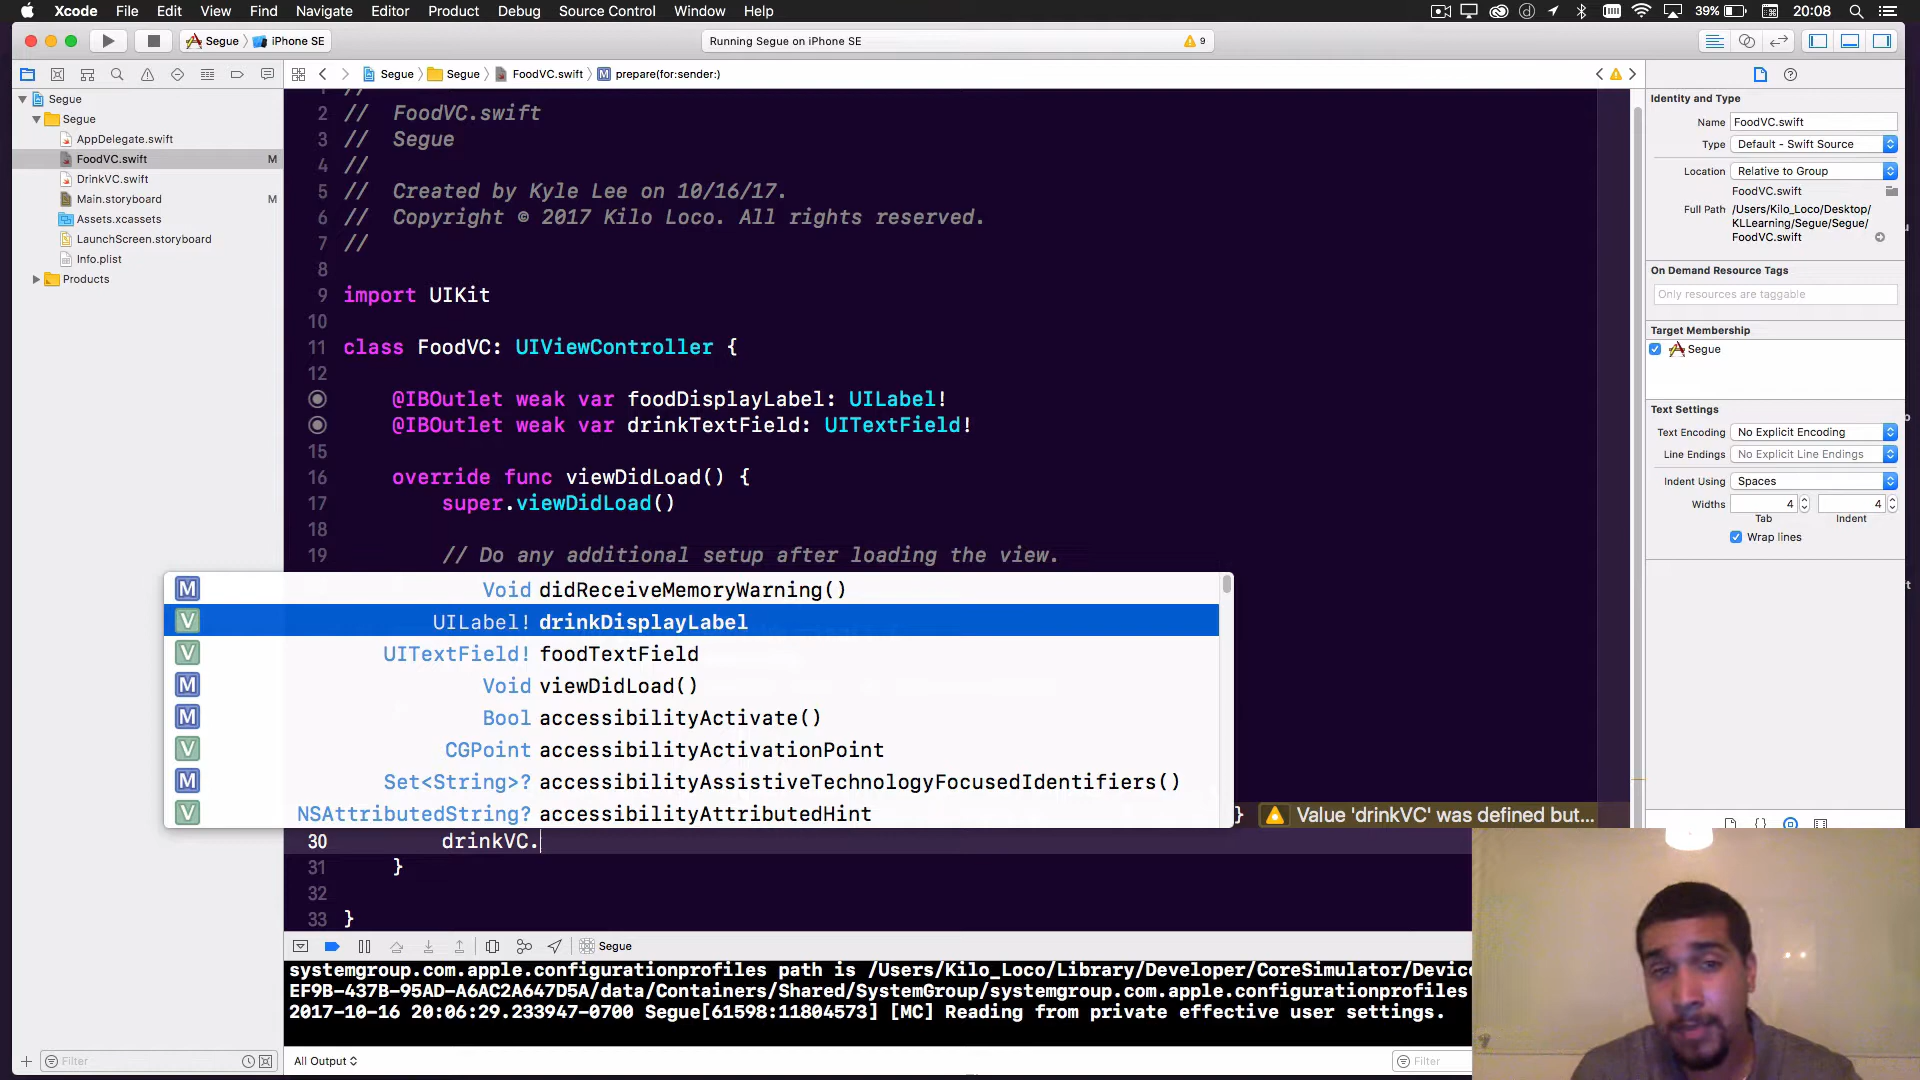 Xcode File Edit View Find Navigate Editor Product Debug Source Control Window Help 39% 20:08
Segue iPhone SE Running Segue on iPhone SE 9
Segue Segue FoodVC.swift M prepare(for:sender:)
Segue
Segue
AppDelegate.swift
FoodVC.swift M
DrinkVC.swift
Main.storyboard M
Assets.xcassets
LaunchScreen.storyboard
Info.plist
Products
Filter
2 // FoodVC.swift
3 // Segue
4 //
5 // Created by Kyle Lee on 10/16/17.
6 // Copyright © 2017 Kilo Loco. All rights reserved.
7 //
8
9 import UIKit
10
11 class FoodVC: UIViewController {
12
@IBOutlet weak var foodDisplayLabel: UILabel!
@IBOutlet weak var drinkTextField: UITextField!
15
16 override func viewDidLoad() {
17 super.viewDidLoad()
18
19 // Do any additional setup after loading the view.
M Void didReceiveMemoryWarning()
V UILabel! drinkDisplayLabel
V UITextField! foodTextField
M Void viewDidLoad()
M Bool accessibilityActivate()
V CGPoint accessibilityActivationPoint
M Set<String>? accessibilityAssistiveTechnologyFocusedIdentifiers()
V NSAttributedString? accessibilityAttributedHint
} Value 'drinkVC' was defined but...
30 drinkVC.
31 }
32
33 }
Segue
systemgroup.com.apple.configurationprofiles path is /Users/Kilo_Loco/Library/Developer/CoreSimulator/Device
EF9B-437B-95AD-A6AC2A647D5A/data/Containers/Shared/SystemGroup/systemgroup.com.apple.configurationprofiles
2017-10-16 20:06:29.233947-0700 Segue[61598:11804573] [MC] Reading from private effective user settings.
All Output Filter
Identity and Type
Name FoodVC.swift
Type Default - Swift Source
Location Relative to Group
FoodVC.swift
Full Path /Users/Kilo_Loco/Desktop/
KLLearning/Segue/Segue/
FoodVC.swift
On Demand Resource Tags
Only resources are taggable
Target Membership
Segue
Text Settings
Text Encoding No Explicit Encoding
Line Endings No Explicit Line Endings
Indent Using Spaces
Widths 4 4
Tab Indent
Wrap lines